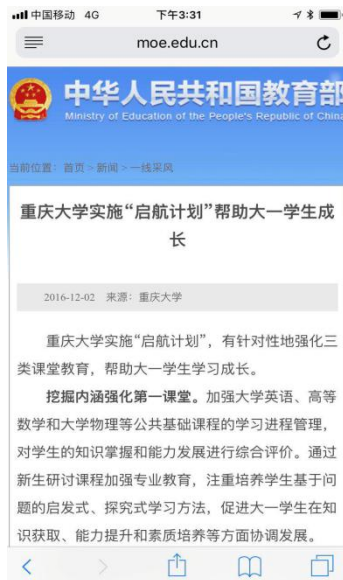 中国移动 4G 下午3:31
moe.edu.cn
中华人民共和国教育部
Ministry of Education of the People's Republic of China
当前位置：首页>新闻>一线采风
重庆大学实施“启航计划”帮助大一学生成
长
2016-12-02 来源：重庆大学
重庆大学实施“启航计划”，有针对性地强化三
类课堂教育，帮助大一学生学习成长。
挖掘内涵强化第一课堂。加强大学英语、高等
数学和大学物理等公共基础课程的学习进程管理，
对学生的知识掌握和能力发展进行综合评价。通过
新生研讨课程加强专业教育，注重培养学生基于问
题的启发式、探究式学习方法，促进大一学生在知
识获取、能力提升和素质培养等方面协调发展。